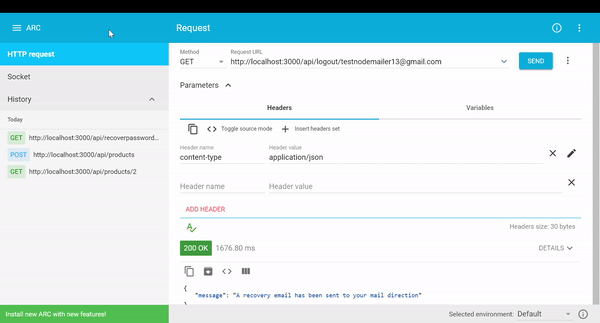 ARC
Request
HTTP request
Socket
History
Today
GET http://localhost:3000/api/recoverpassword...
POST http://localhost:3000/api/products
GET http://localhost:3000/api/products/2
Install new ARC with new features!
Method
GET
Request URL
http://localhost:3000/api/logout/testnodemailer13@gmail.com
SEND
Parameters
Headers
Variables
Toggle source mode
Insert headers set
Header name
content-type
Header value
application/json
Header name
Header value
ADD HEADER
A
Headers size: 30 bytes
200 OK
1676.80 ms
DETAILS
{
"message": "A recovery email has been sent to your mail direction"
}
Selected environment: Default